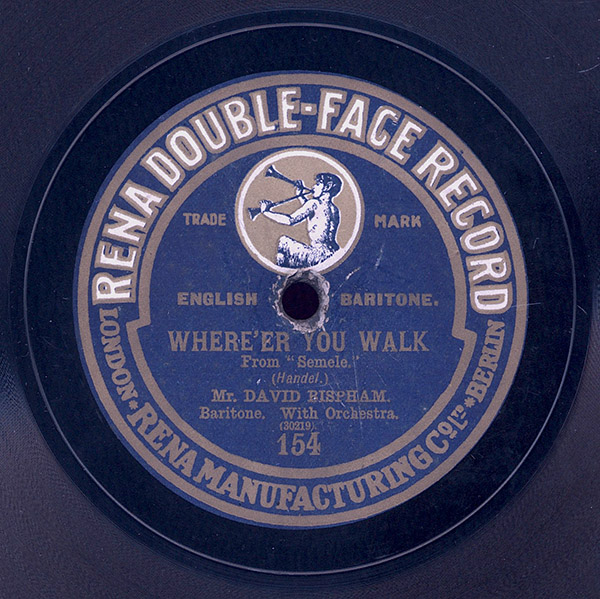 RENA DOUBLE-FACE RECORD
TRADE MARK
ENGLISH BARITONE.
WHERE'ER YOU WALK
From "Semele."
(Handel.)
Mr. DAVID BISPHAM.
Baritone. With Orchestra.
(30219)
154
LONDON * RENA MANUFACTURING CO LTD * BERLIN